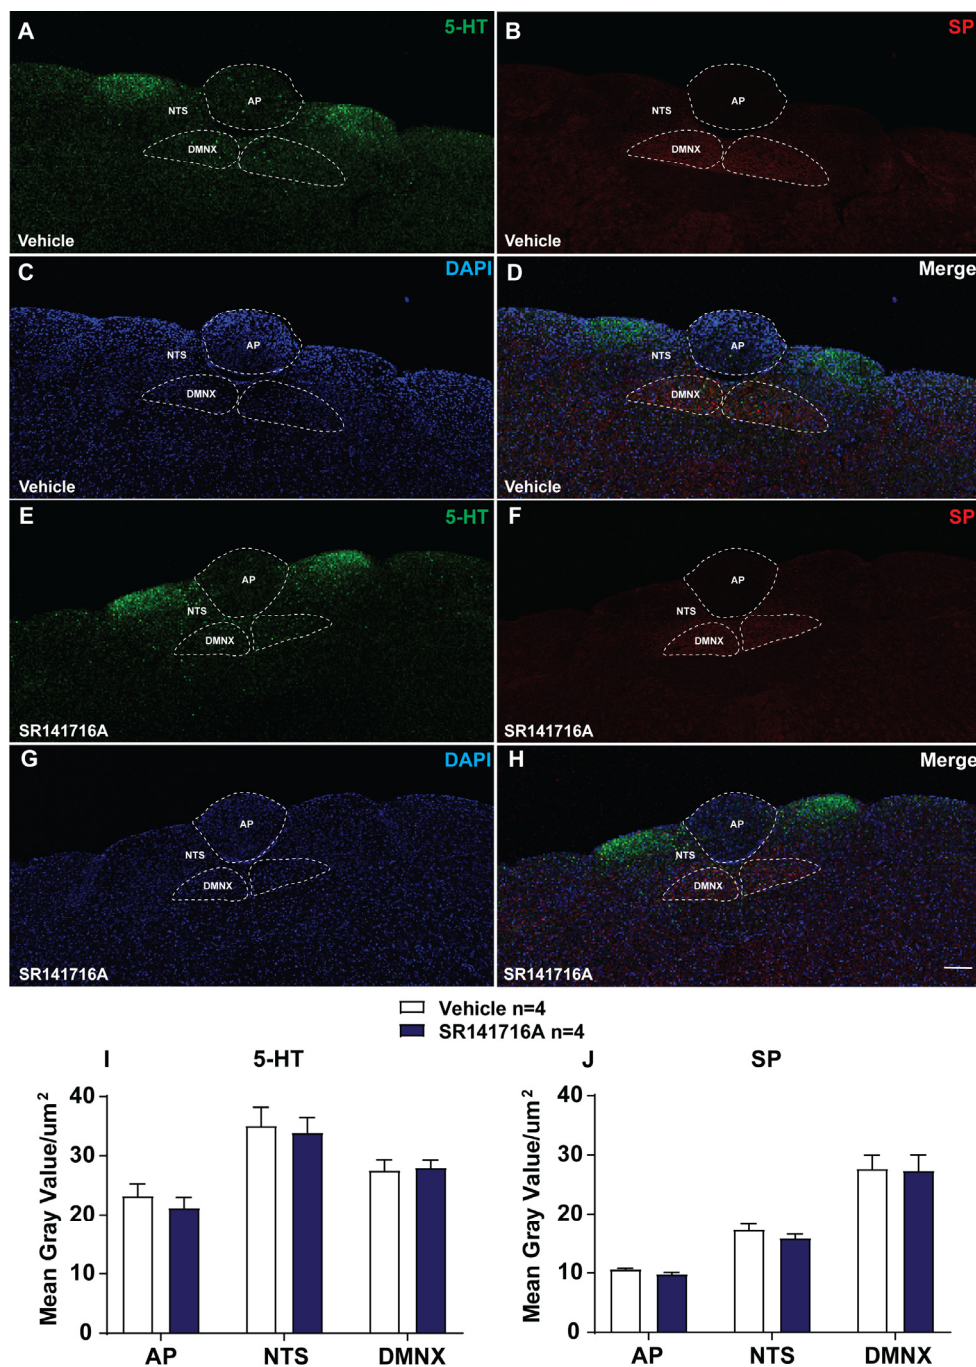 A 5-HT
AP
NTS
DMNX
Vehicle
B SP
AP
NTS
DMNX
Vehicle
C DAPI
AP
NTS
DMNX
Vehicle
D Merge
AP
NTS
DMNX
Vehicle
E 5-HT
AP
NTS
DMNX
SR141716A
F SP
AP
NTS
DMNX
SR141716A
G DAPI
AP
NTS
DMNX
SR141716A
H Merge
AP
NTS
DMNX
SR141716A
Vehicle n=4
SR141716A n=4
I 5-HT
Mean Gray Value/um²
40
30
20
10
0
AP NTS DMNX
J SP
Mean Gray Value/um²
40
30
20
10
0
AP NTS DMNX